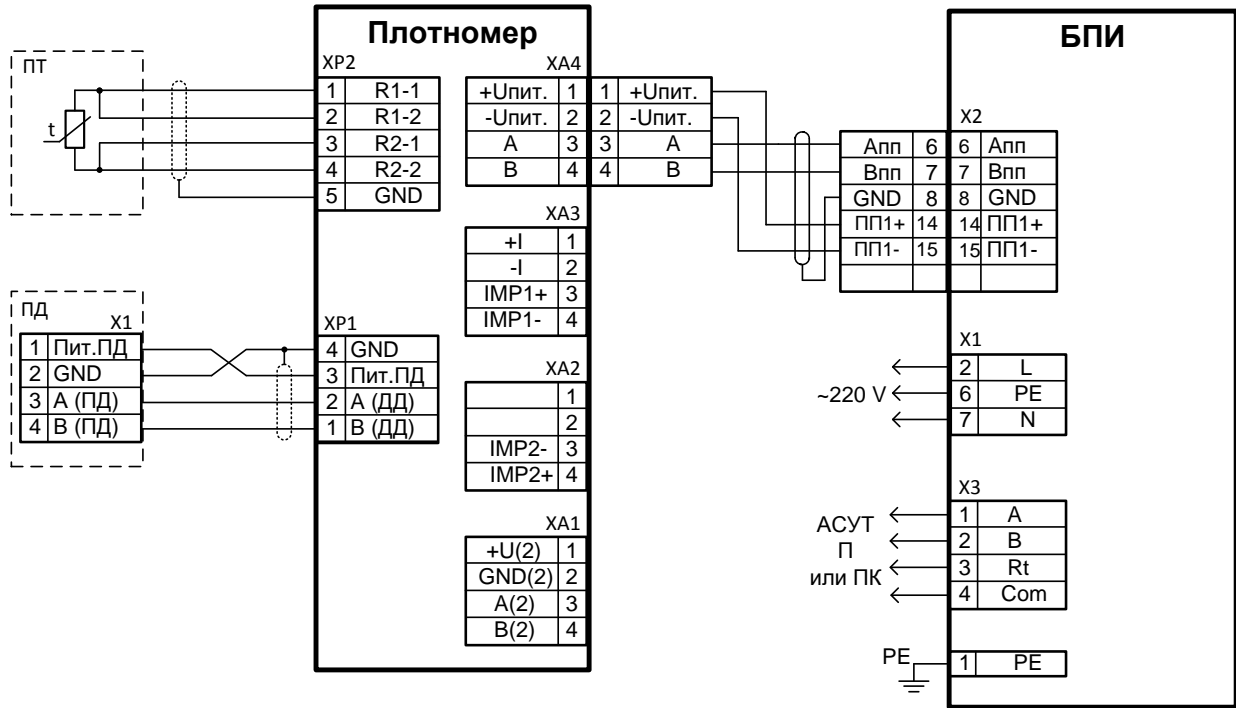 Плотномер
БПИ
ПТ
t
XP2
1 R1-1
2 R1-2
3 R2-1
4 R2-2
5 GND
XA4
+Uпит. 1 1 +Uпит.
-Uпит. 2 2 -Uпит.
A 3 3 A
B 4 4 B
X2
Апп 6 6 Апп
Впп 7 7 Впп
GND 8 8 GND
ПП1+ 14 14 ПП1+
ПП1- 15 15 ПП1-
XA3
+I 1
-I 2
IMP1+ 3
IMP1- 4
ПД
X1
1 Пит.ПД
2 GND
3 А (ПД)
4 В (ПД)
XP1
4 GND
3 Пит.ПД
2 А (ДД)
1 В (ДД)
XA2
1
2
IMP2- 3
IMP2+ 4
X1
~220 V
2 L
6 PE
7 N
XA1
+U(2) 1
GND(2) 2
A(2) 3
B(2) 4
X3
АСУТ
П
или ПК
1 A
2 B
3 Rt
4 Com
PE
1 PE